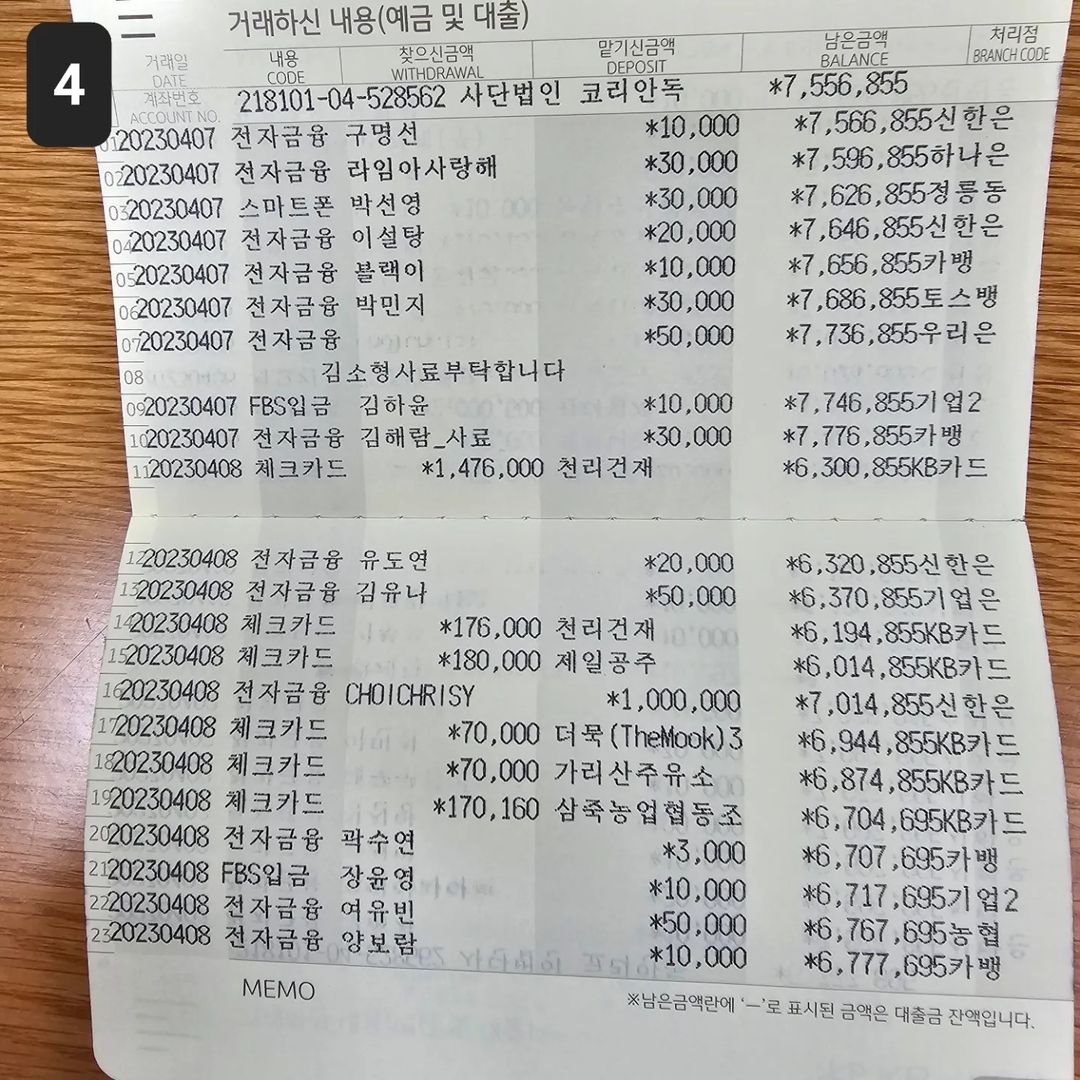 4
거래하신 내용(예금 및 대출)
거래일 내용 찾으신금액 맡기신금액 남은금액 처리점
DATE CODE WITHDRAWAL DEPOSIT BALANCE BRANCH CODE
계좌번호 218101-04-528562 사단법인 코리안독 *7,556,855
ACCOUNT NO.
01 20230407 전자금융 구명선 *10,000 *7,566,855신한은
02 20230407 전자금융 라임아사랑해 *30,000 *7,596,855하나은
03 20230407 스마트폰 박선영 *30,000 *7,626,855정릉동
04 20230407 전자금융 이설탕 *20,000 *7,646,855신한은
05 20230407 전자금융 블랙이 *10,000 *7,656,855카뱅
06 20230407 전자금융 박민지 *30,000 *7,686,855토스뱅
07 20230407 전자금융 *50,000 *7,736,855우리은
08 김소형사료부탁합니다
09 20230407 FBS입금 김하윤 *10,000 *7,746,855기업2
10 20230407 전자금융 김해람_사료 *30,000 *7,776,855카뱅
11 20230408 체크카드 *1,476,000 천리건재 *6,300,855KB카드
12 20230408 전자금융 유도연 *20,000 *6,320,855신한은
13 20230408 전자금융 김유나 *50,000 *6,370,855기업은
14 20230408 체크카드 *176,000 천리건재 *6,194,855KB카드
15 20230408 체크카드 *180,000 제일공주 *6,014,855KB카드
16 20230408 전자금융 CHOICHRISY *1,000,000 *7,014,855신한은
17 20230408 체크카드 *70,000 더묵(TheMook)3 *6,944,855KB카드
18 20230408 체크카드 *70,000 가리산주유소 *6,874,855KB카드
19 20230408 체크카드 *170,160 삼죽농업협동조 *6,704,695KB카드
20 20230408 전자금융 곽수연 *3,000 *6,707,695카뱅
21 20230408 FBS입금 장윤영 *10,000 *6,717,695기업2
22 20230408 전자금융 여유빈 *50,000 *6,767,695농협
23 20230408 전자금융 양보람 *10,000 *6,777,695카뱅
MEMO
※남은금액란에 ‘—’로 표시된 금액은 대출금 잔액입니다.